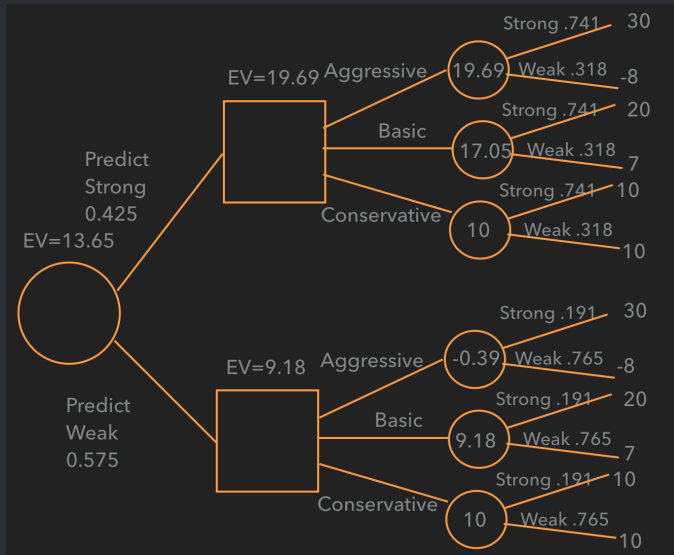 Strong .741 30
EV=19.69 Aggressive 19.69 Weak .318 -8
Strong .741 20
Basic 17.05 Weak .318 7
Predict
Strong
0.425
Strong .741 10
Conservative 10 Weak .318 10
EV=13.65
Strong .191 30
EV=9.18 Aggressive -0.39 Weak .765 -8
Strong .191 20
Predict
Weak
0.575
Basic 9.18 Weak .765 7
Strong .191 10
Conservative 10 Weak .765 10